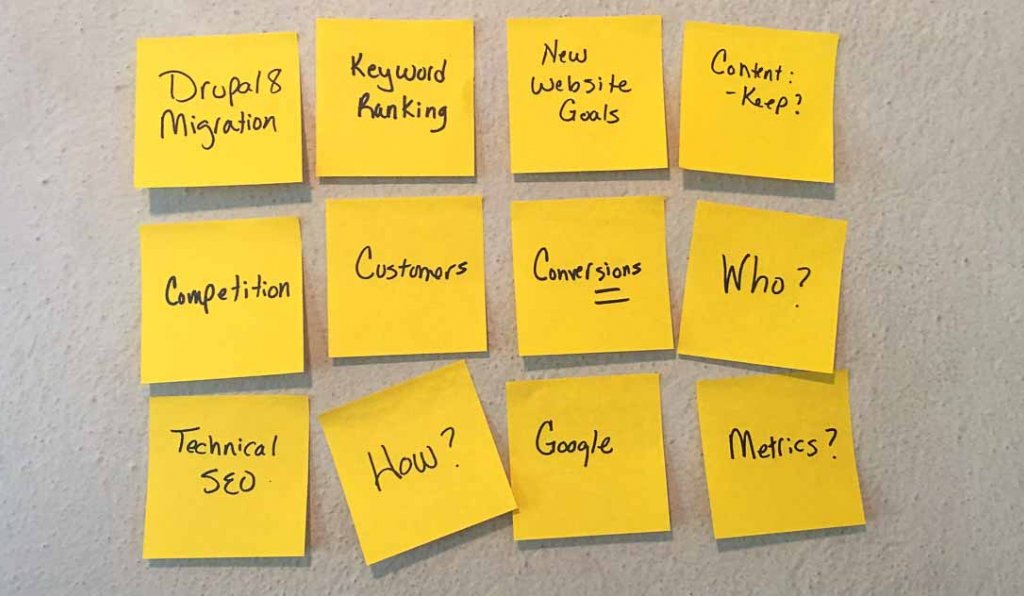 Drupal 8
Migration
Keyword
Ranking
New
Website
Goals
Content:
- Keep?
Competition
Customers
Conversions
Who?
Technical
SEO
How?
Google
Metrics?